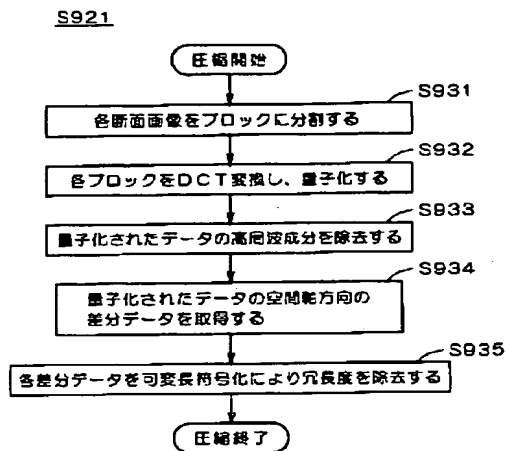 S921
圧縮開始
S931
各断面画像をブロックに分割する
S932
各ブロックをDCT変換し、量子化する
S933
量子化されたデータの高周波成分を除去する
S934
量子化されたデータの空間軸方向の
差分データを取得する
S935
各差分データを可変長符号化により冗長度を除去する
圧縮終了